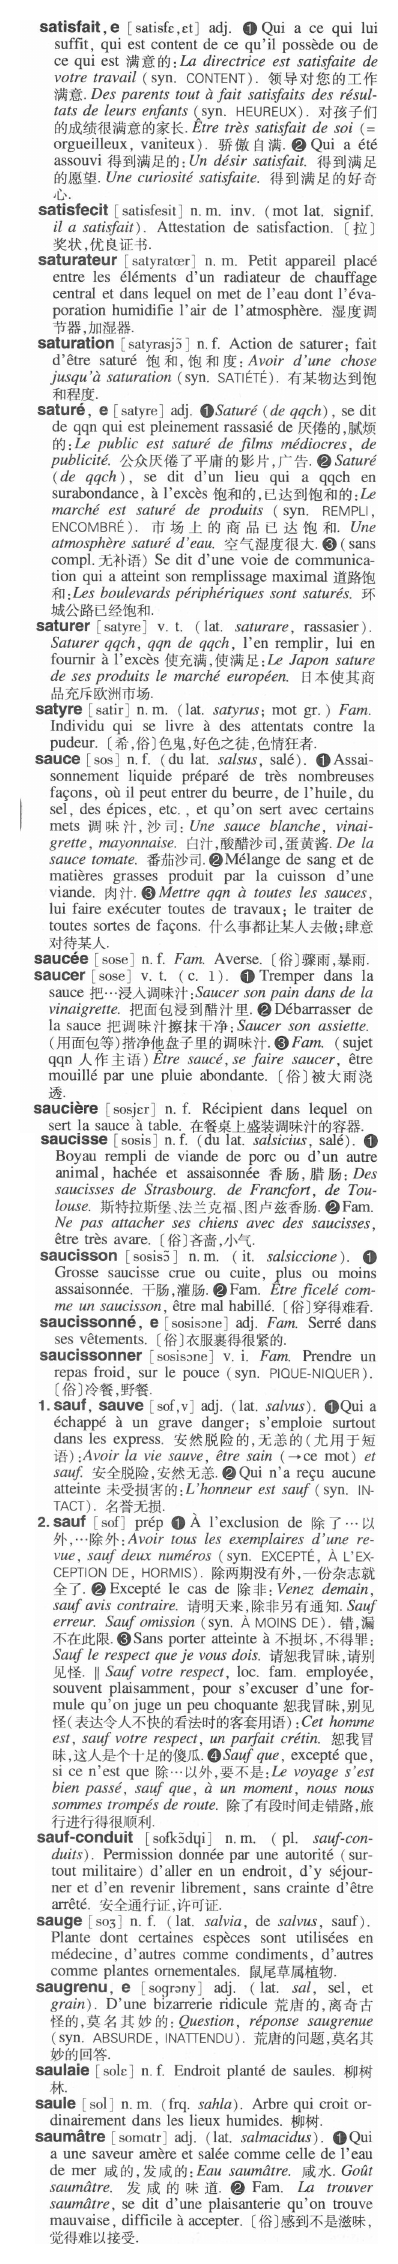 satisfait, e [satisfɛ,ɛt] adj. ❶ Qui a ce qui lui
suffit, qui est content de ce qu'il possède ou de
ce qui est 满意的:La directrice est satisfaite de
votre travail (syn. CONTENT). 领导对您的工作
满意. Des parents tout à fait satisfaits des résul-
tats de leurs enfants (syn. HEUREUX). 对孩子们
的成绩很满意的家长. Être très satisfait de soi (=
orgueilleux, vaniteux). 骄傲自满. ❷ Qui a été
assouvi 得到满足的:Un désir satisfait. 得到满足
的愿望. Une curiosité satisfaite. 得到满足的好奇
心.
satisfecit [satisfesit] n. m. inv. (mot lat. signif.
il a satisfait). Attestation de satisfaction. 〔拉〕
奖状,优良证书.
saturateur [satyratœr] n. m. Petit appareil placé
entre les éléments d'un radiateur de chauffage
central et dans lequel on met de l'eau dont l'éva-
poration humidifie l'air de l'atmosphère. 湿度调
节器,加湿器.
saturation [satyrasjɔ̃] n. f. Action de saturer; fait
d'être saturé 饱和,饱和度:Avoir d'une chose
jusqu'à saturation (syn. SATIÉTÉ). 有某物达到饱
和程度.
saturé, e [satyre] adj. ❶Saturé (de qqch), se dit
de qqn qui est pleinement rassasié de 厌倦的,腻烦
的:Le public est saturé de films médiocres, de
publicité. 公众厌倦了平庸的影片,广告. ❷ Saturé
(de qqch), se dit d'un lieu qui a qqch en
surabondance, à l'excès 饱和的,已达到饱和的:Le
marché est saturé de produits (syn. REMPLI,
ENCOMBRÉ). 市场上的商品已达饱和. Une
atmosphère saturé d'eau. 空气湿度很大. ❸ (sans
compl. 无补语) Se dit d'une voie de communica-
tion qui a atteint son remplissage maximal 道路饱
和:Les boulevards périphériques sont saturés. 环
城公路已经饱和.
saturer [satyre] v. t. (lat. saturare, rassasier).
Saturer qqch, qqn de qqch, l'en remplir, lui en
fournir à l'excès 使充满,使满足:Le Japon sature
de ses produits le marché européen. 日本使其商
品充斥欧洲市场.
satyre [satir] n. m. (lat. satyrus; mot gr.) Fam.
Individu qui se livre à des attentats contre la
pudeur. 〔希,俗〕色鬼,好色之徒,色情狂者.
sauce [sos] n. f. (du lat. salsus, salé). ❶Assai-
sonnement liquide préparé de très nombreuses
façons, où il peut entrer du beurre, de l'huile, du
sel, des épices, etc., et qu'on sert avec certains
mets 调味汁,沙司: Une sauce blanche, vinai-
grette, mayonnaise. 白汁,酸醋沙司,蛋黄酱. De la
sauce tomate. 番茄沙司. ❷Mélange de sang et de
matières grasses produit par la cuisson d'une
viande. 肉汁. ❸ Mettre qqn à toutes les sauces,
lui faire exécuter toutes de travaux; le traiter de
toutes sortes de façons. 什么事都让某人去做;肆意
对待某人.
saucée [sose] n. f. Fam. Averse. 〔俗〕骤雨,暴雨.
saucer [sose] v. t. (c. 1). ❶ Tremper dans la
sauce 把…浸入调味汁:Saucer son pain dans de la
vinaigrette. 把面包浸到醋汁里. ❷ Débarrasser de
la sauce 把调味汁擦抹干净: Saucer son assiette.
(用面包等)揩净他盘子里的调味汁. ❸ Fam. (sujet
qqn 人作主语) Être saucé, se faire saucer, être
mouillé par une pluie abondante. 〔俗〕被大雨浇
透.
saucière [sosjɛr] n. f. Récipient dans lequel on
sert la sauce à table. 在餐桌上盛装调味汁的容器.
saucisse [sosis] n. f. (du lat. salsicius, salé). ❶
Boyau rempli de viande de porc ou d'un autre
animal, hachée et assaisonnée 香肠,腊肠: Des
saucisses de Strasbourg. de Francfort, de Tou-
louse. 斯特拉斯堡、法兰克福、图卢兹香肠. ❷ Fam.
Ne pas attacher ses chiens avec des saucisses,
être très avare. 〔俗〕吝啬,小气.
saucisson [sosisɔ̃] n. m. (it. salsiccione). ❶
Grosse saucisse crue ou cuite, plus ou moins
assaisonnée. 干肠,灌肠. ❷ Fam. Être ficelé com-
me un saucisson, être mal habillé. 〔俗〕穿得难看.
saucissonné, e [sosisɔne] adj. Fam. Serré dans
ses vêtements. 〔俗〕衣服裹得很紧的.
saucissonner [sosisɔne] v. i. Fam. Prendre un
repas froid, sur le pouce (syn. PIQUE-NIQUER).
〔俗〕冷餐,野餐.
1. sauf, sauve [sof,v] adj. (lat. salvus). ❶Qui a
échappé à un grave danger; s'emploie surtout
dans les express. 安然脱险的,无恙的(尤用于短
语):Avoir la vie sauve, être sain (→ce mot) et
sauf. 安全脱险,安然无恙. ❷ Qui n'a reçu aucune
atteinte 未受损害的:L'honneur est sauf (syn. IN-
TACT). 名誉无损.
2. sauf [sof] prép ❶ À l'exclusion de 除了…以
外,…除外:Avoir tous les exemplaires d'une re-
vue, sauf deux numéros (syn. EXCEPTÉ, À L'EX-
CEPTION DE, HORMIS). 除两期没有外,一份杂志就
全了. ❷ Excepté le cas de 除非:Venez demain,
sauf avis contraire. 请明天来,除非另有通知. Sauf
erreur. Sauf omission (syn. À MOINS DE). 错,漏
不在此限. ❸ Sans porter atteinte à 不损坏,不得罪:
Sauf le respect que je vous dois. 请恕我冒昧,请别
见怪. ‖ Sauf votre respect, loc. fam. employée,
souvent plaisamment, pour s'excuser d'une for-
mule qu'on juge un peu choquante 恕我冒昧,别见
怪(表达令人不快的看法时的客套用语):Cet homme
est, sauf votre respect, un parfait crétin. 恕我冒
昧,这人是个十足的傻瓜. ❹ Sauf que, excepté que,
si ce n'est que 除…以外,要不是:Le voyage s'est
bien passé, sauf que, à un moment, nous nous
sommes trompés de route. 除了有段时间走错路,旅
行进行得很顺利.
sauf-conduit [sofkɔ̃dɥi] n. m. (pl. sauf-con-
duits). Permission donnée par une autorité (sur-
tout militaire) d'aller en un endroit, d'y séjour-
ner et d'en revenir librement, sans crainte d'être
arrêté. 安全通行证,许可证.
sauge [soʒ] n. f. (lat. salvia, de salvus, sauf).
Plante dont certaines espèces sont utilisées en
médecine, d'autres comme condiments, d'autres
comme plantes ornementales. 鼠尾草属植物.
saugrenu, e [sogrəny] adj. (lat. sal, sel, et
grain). D'une bizarrerie ridicule 荒唐的,离奇古
怪的,莫名其妙的: Question, réponse saugrenue
(syn. ABSURDE, INATTENDU). 荒唐的问题,莫名其
妙的回答.
saulaie [solɛ] n. f. Endroit planté de saules. 柳树
林.
saule [sol] n. m. (frq. sahla). Arbre qui croit or-
dinairement dans les lieux humides. 柳树.
saumâtre [somɑtr] adj. (lat. salmacidus). ❶Qui
a une saveur amère et salée comme celle de l'eau
de mer 咸的,发咸的: Eau saumâtre. 咸水. Goût
saumâtre. 发咸的味道. ❷ Fam. La trouver
saumâtre, se dit d'une plaisanterie qu'on trouve
mauvaise, difficile à accepter. 〔俗〕感到不是滋味,
觉得难以接受.